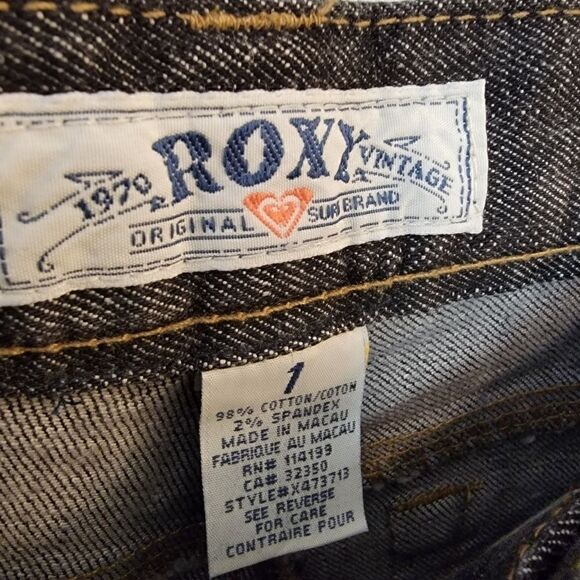 1970 ROXY VINTAGE
ORIGINAL SURF BRAND
1
98% COTTON/COTON
2% SPANDEX
MADE IN MACAU
FABRIQUE AU MACAU
RN# 114199
CA# 32350
STYLE#X473713
SEE REVERSE
FOR CARE
CONTRAIRE POUR